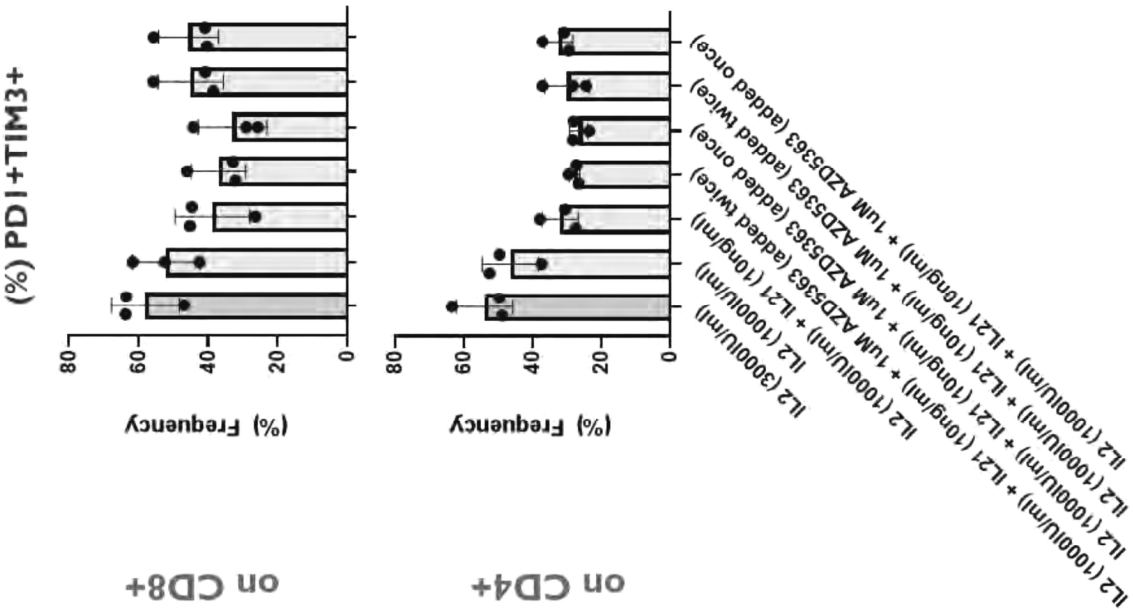 (%) PD1+TIM3+
on CD8+
(%) Frequency
80
60
40
20
0
on CD4+
(%) Frequency
80
60
40
20
0
IL2 (3000IU/ml)
IL2 (1000IU/ml)
IL2 (1000IU/ml) + IL21 (10ng/ml)
IL2 (1000IU/ml) + IL21 (10ng/ml) + 1uM AZD5363 (added twice)
IL2 (1000IU/ml) + IL21 (10ng/ml) + 1uM AZD5363 (added once)
IL2 (1000IU/ml) + IL21 (10ng/ml) + 1uM AZD5363 (added twice)
IL2 (1000IU/ml) + IL21 (10ng/ml) + 1uM AZD5363 (added once)